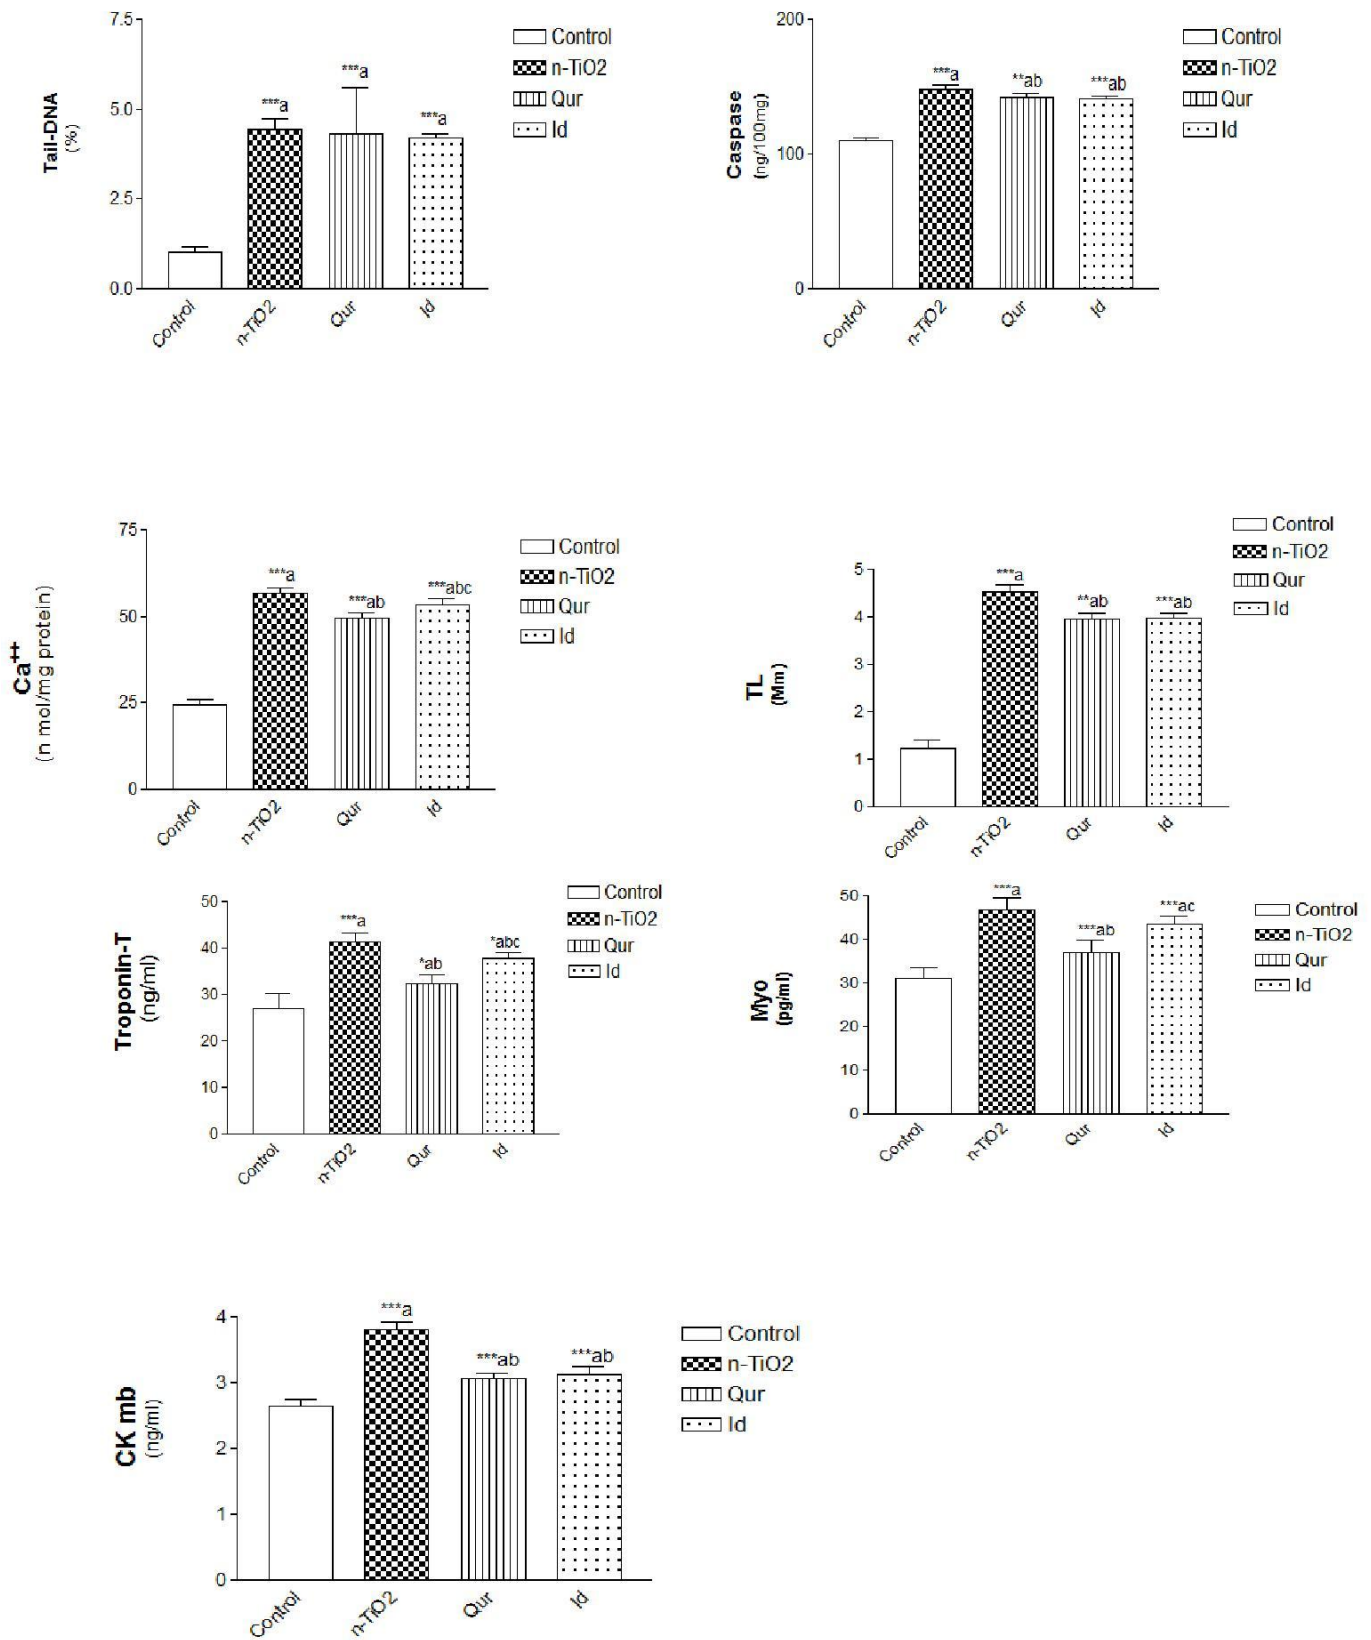 Tail-DNA
(%)
7.5
5.0
2.5
0.0
***a
***a
***a
Control
n-TiO2
Qur
Id
Control
n-TiO2
Qur
Id
Caspase
(ng/100mg)
200
100
0
***a
**ab
***ab
Control
n-TiO2
Qur
Id
Control
n-TiO2
Qur
Id
Ca++
(n mol/mg protein)
75
50
25
0
***a
***ab
***abc
Control
n-TiO2
Qur
Id
Control
n-TiO2
Qur
Id
TL
(Mm)
5
4
3
2
1
0
***a
**ab
***ab
Control
n-TiO2
Qur
Id
Control
n-TiO2
Qur
Id
Troponin-T
(ng/ml)
50
40
30
20
10
0
***a
*ab
*abc
Control
n-TiO2
Qur
Id
Control
n-TiO2
Qur
Id
Myo
(pg/ml)
50
40
30
20
10
0
***a
***ab
***ac
Control
n-TiO2
Qur
Id
Control
n-TiO2
Qur
Id
CK mb
(ng/ml)
4
3
2
1
0
***a
***ab
***ab
Control
n-TiO2
Qur
Id
Control
n-TiO2
Qur
Id